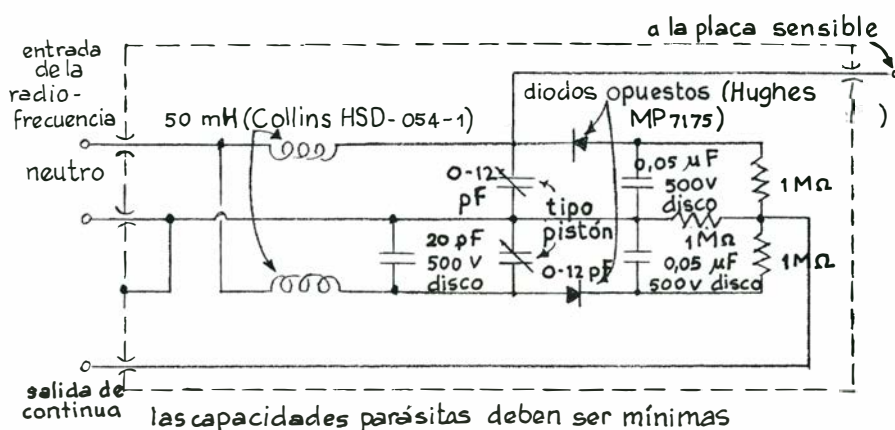 a la placa sensible
entrada
de la
radio-
frecuencia
diodos opuestos (Hughes
MP 7175)
50 mH (Collins HSD-054-1)
)
neutro
0-12
pF
0,05 µF
500V
disco
1 MΩ
tipo
pistón
20 pF
500 V
disco
1 MΩ
0-12 pF
0,05 µF
500V disco
1 MΩ
salida de
continua
las capacidades parásitas deben ser mínimas